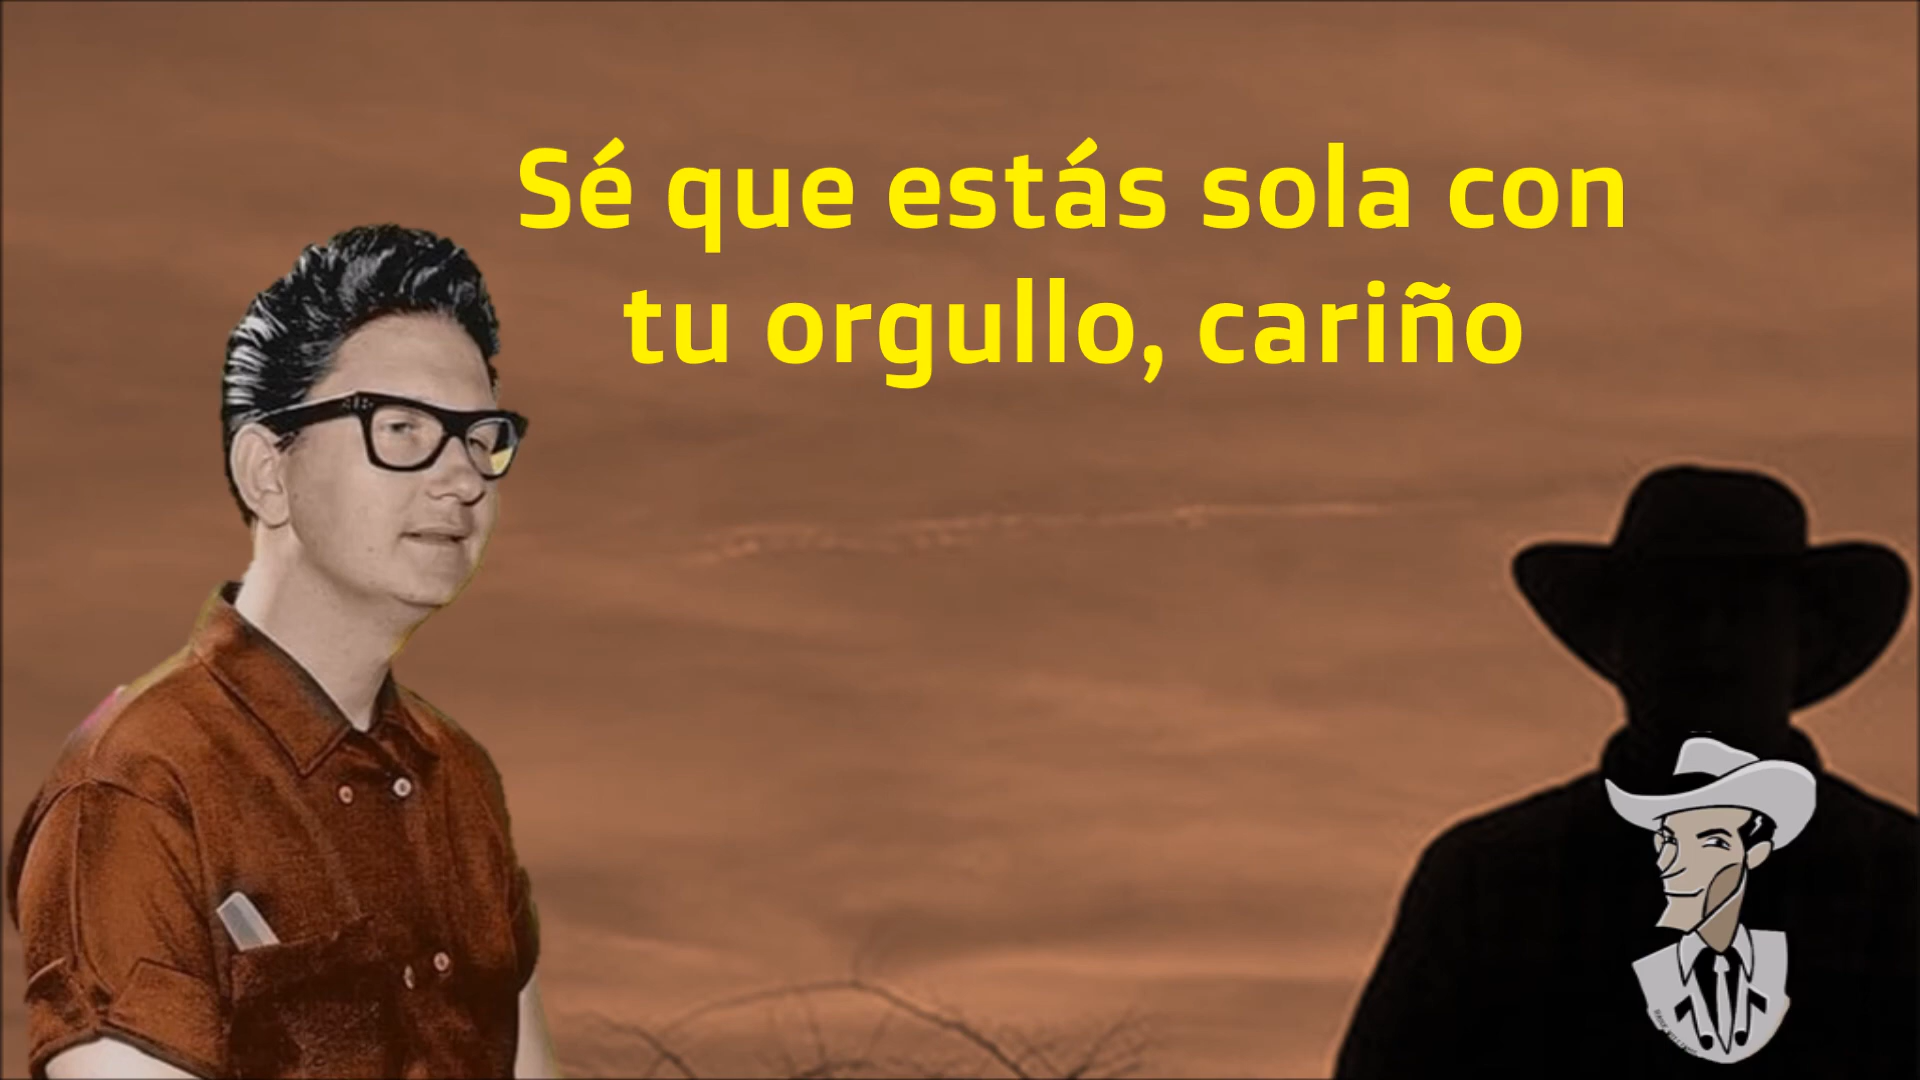 Sé que estás sola con
tu orgullo, cariño